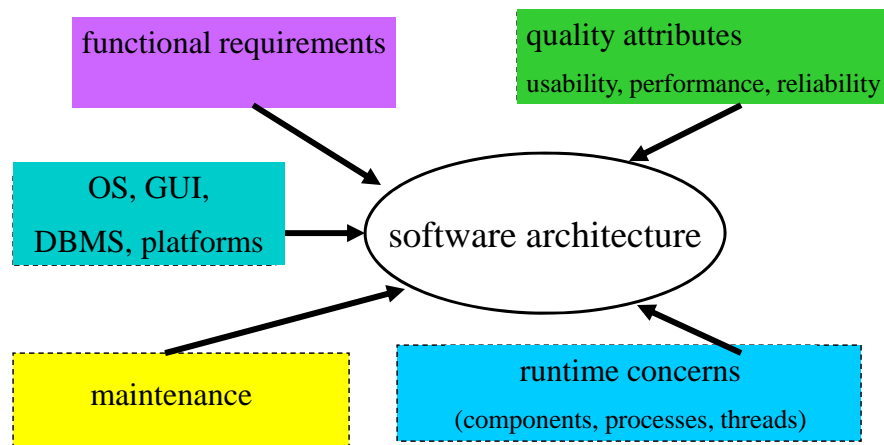 functional requirements
quality attributes
usability, performance, reliability
OS, GUI,
DBMS, platforms
software architecture
maintenance
runtime concerns
(components, processes, threads)